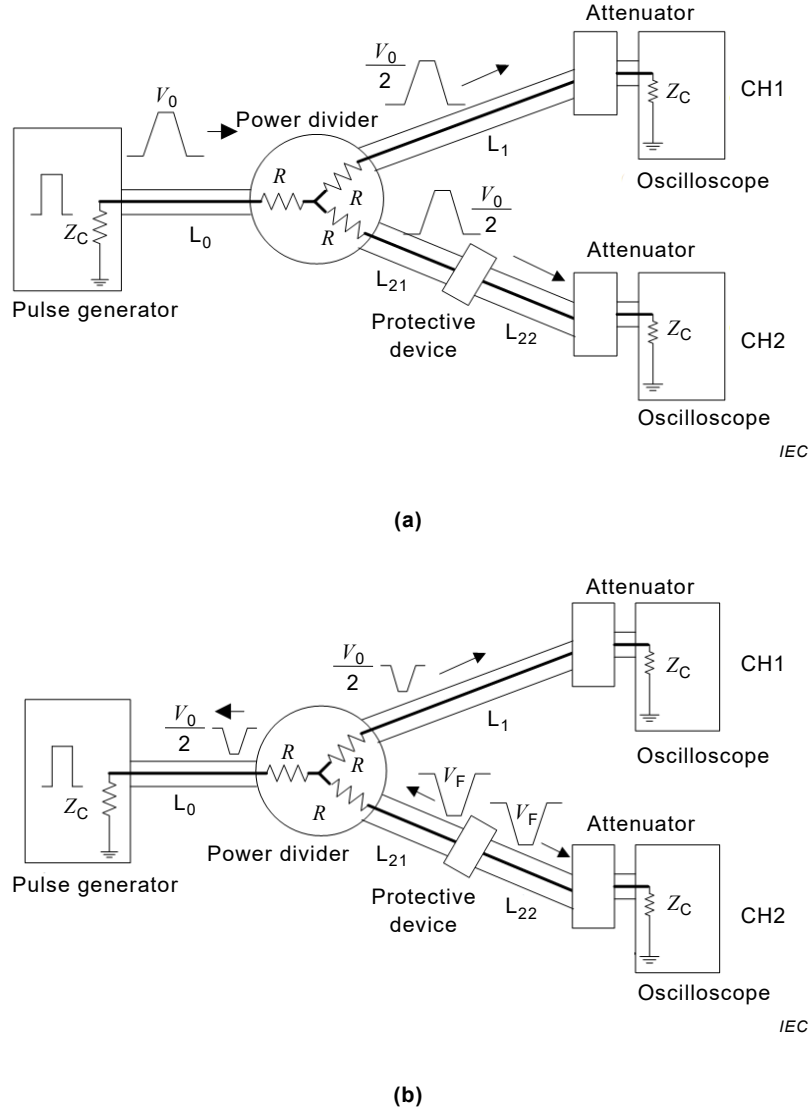 Attenuator
V0/2
V0
Power divider
ZC
CH1
L1
Oscilloscope
R
R
R
V0/2
ZC
L0
Pulse generator
Attenuator
L21
Protective
device
L22
ZC
CH2
Oscilloscope
IEC
(a)
Attenuator
V0/2
ZC
CH1
L1
Oscilloscope
V0/2
R
R
R
VF
VF
ZC
L0
Pulse generator
Power divider
Attenuator
L21
Protective
device
L22
ZC
CH2
Oscilloscope
IEC
(b)